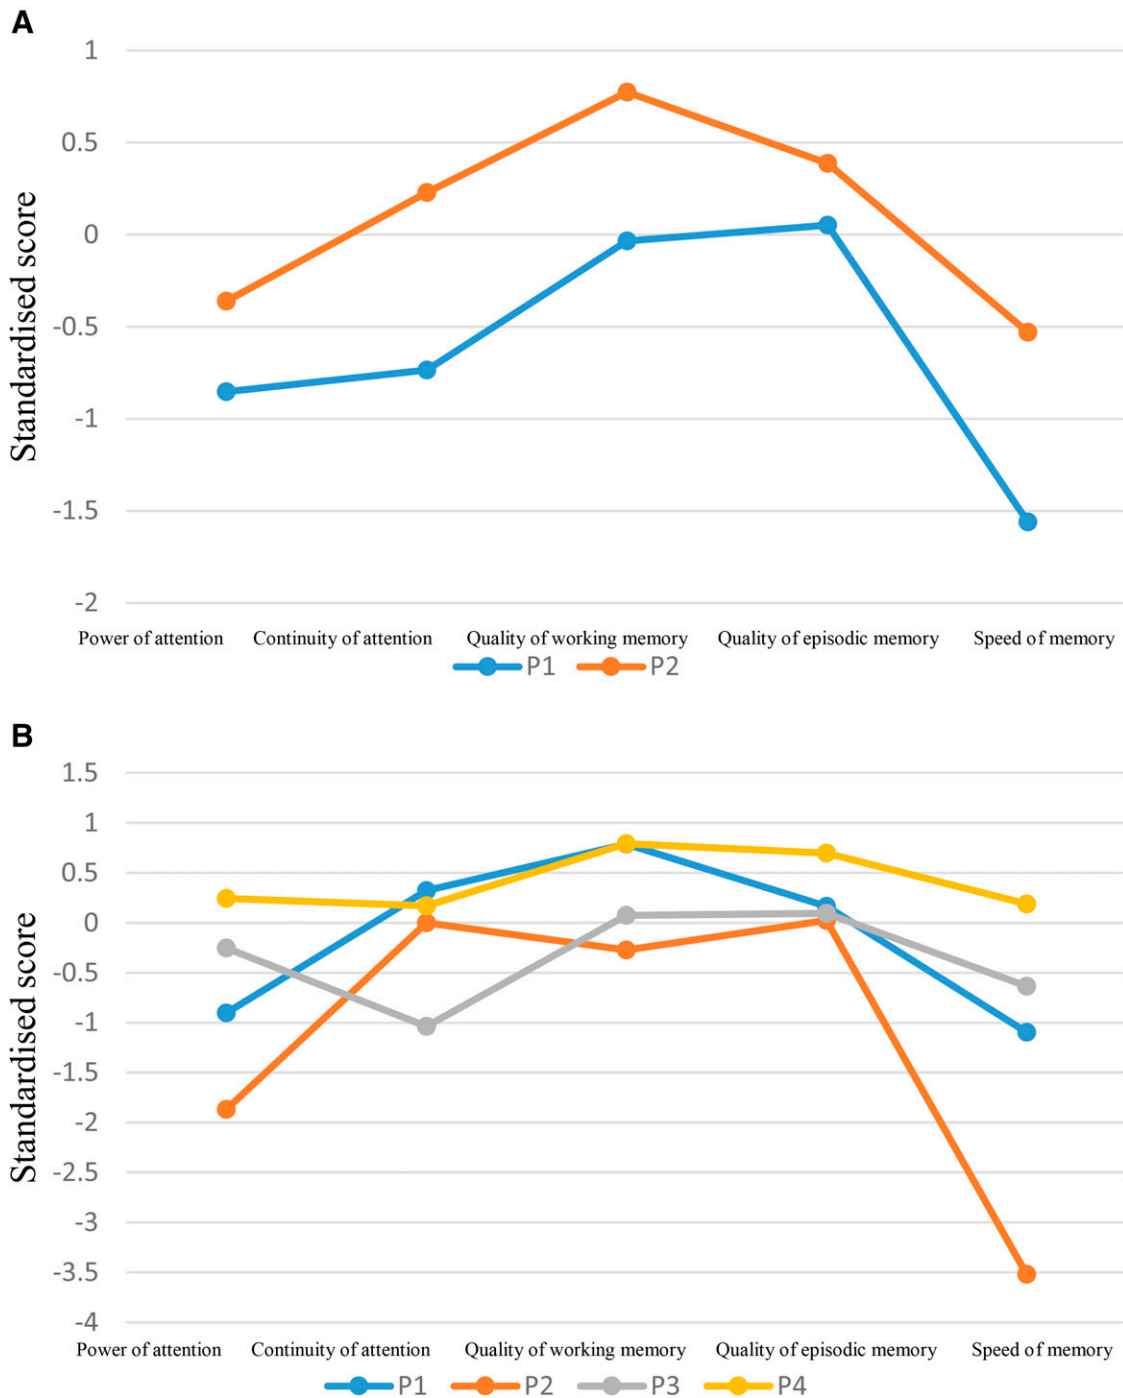 A
1
0.5
0
-0.5
-1
-1.5
-2
Standardised score
Power of attention Continuity of attention Quality of working memory Quality of episodic memory Speed of memory
P1 P2
B
1.5
1
0.5
0
-0.5
-1
-1.5
-2
-2.5
-3
-3.5
-4
Standardised score
Power of attention Continuity of attention Quality of working memory Quality of episodic memory Speed of memory
P1 P2 P3 P4